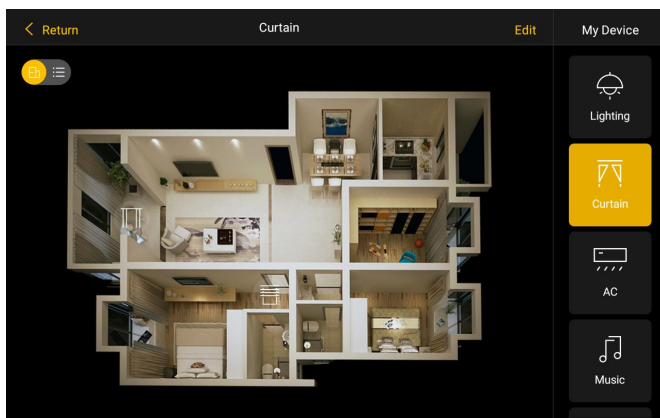 Return
Curtain
Edit
My Device
Lighting
Curtain
AC
Music